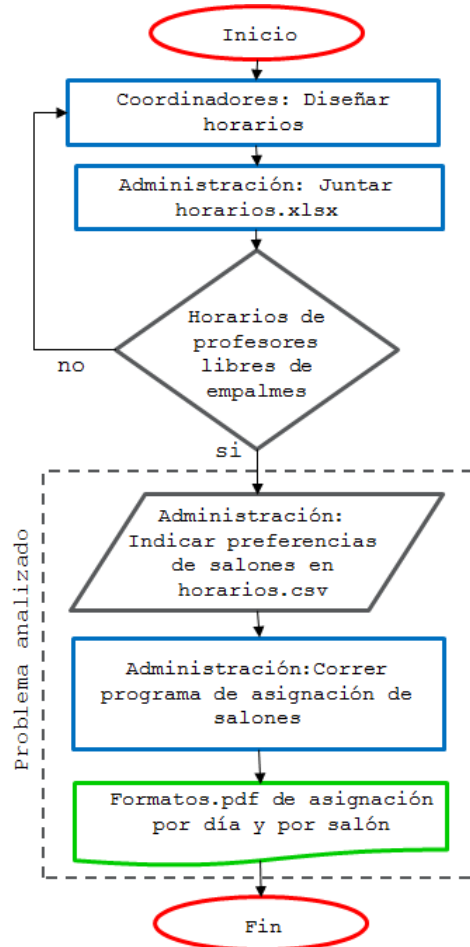 Inicio
Coordinadores: Diseñar
horarios
Administración: Juntar
horarios.xlsx
Horarios de
profesores
libres de
empalmes
no
si
Problema analizado
Administración:
Indicar preferencias
de salones en
horarios.csv
Administración:Correr
programa de asignación de
salones
Formatos.pdf de asignación
por día y por salón
Fin